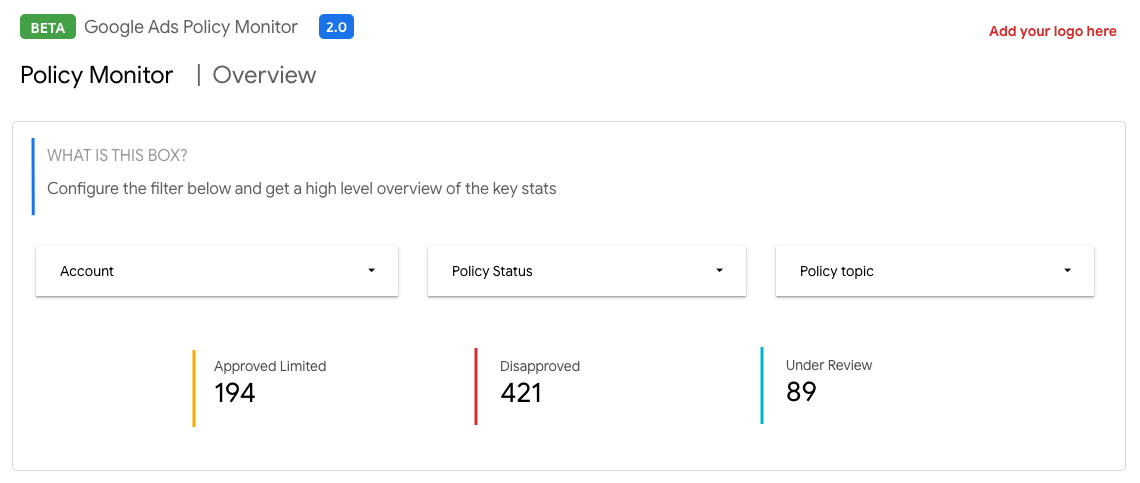 BETA Google Ads Policy Monitor 2.0
Add your logo here
Policy Monitor | Overview
WHAT IS THIS BOX?
Configure the filter below and get a high level overview of the key stats
Account Policy Status Policy topic
Approved Limited Disapproved Under Review
194 421 89